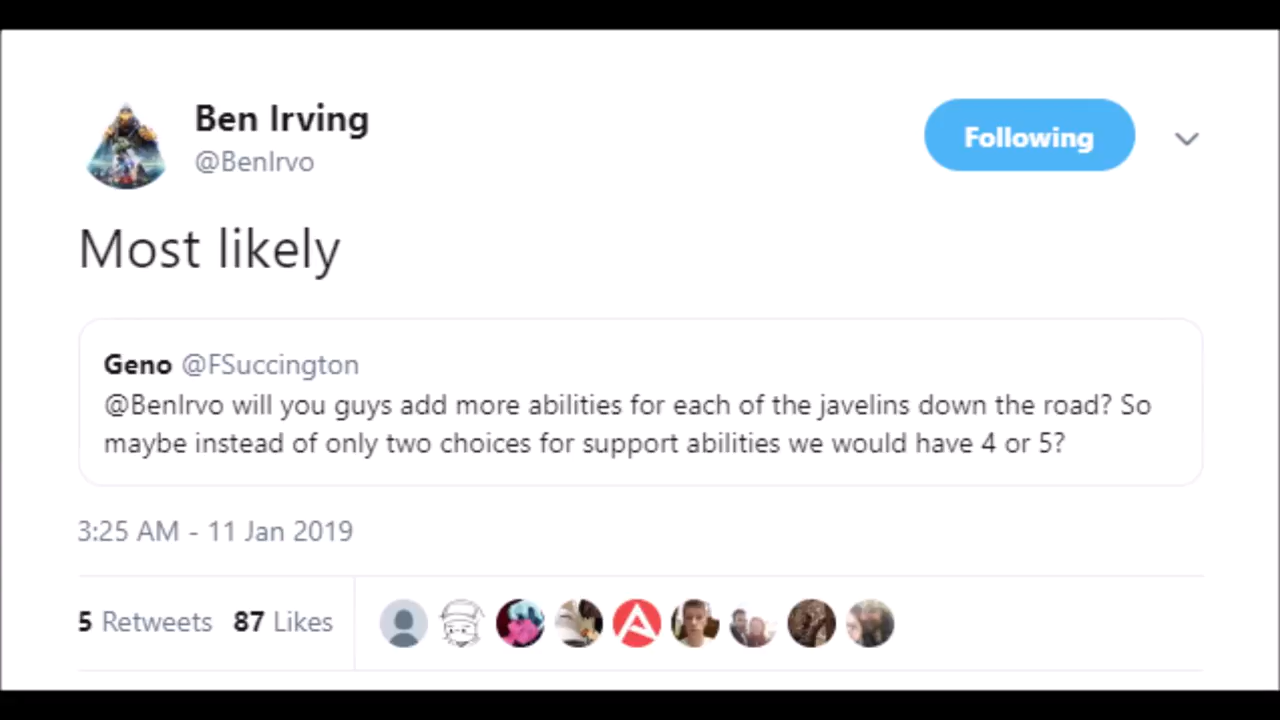 Ben Irving
@BenIrvo
Following
Most likely
Geno @FSuccington
@BenIrvo will you guys add more abilities for each of the javelins down the road? So
maybe instead of only two choices for support abilities we would have 4 or 5?
3:25 AM - 11 Jan 2019
5 Retweets 87 Likes